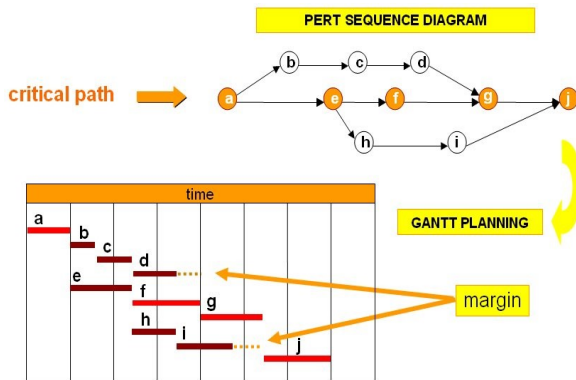 PERT SEQUENCE DIAGRAM
b c d
critical path
a e f g j
h i
time
GANTT PLANNING
a
b
c
d
e
f
g
margin
h
i
j